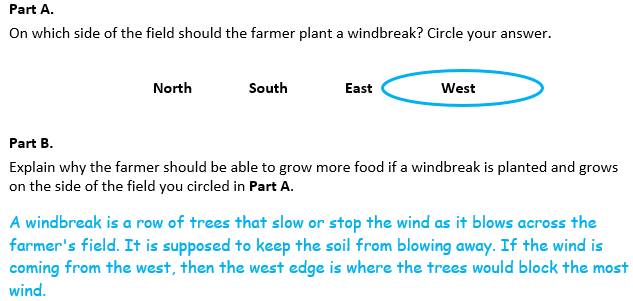 Part A.
On which side of the field should the farmer plant a windbreak? Circle your answer.
North South East West
Part B.
Explain why the farmer should be able to grow more food if a windbreak is planted and grows
on the side of the field you circled in Part A.
A windbreak is a row of trees that slow or stop the wind as it blows across the
farmer's field. It is supposed to keep the soil from blowing away. If the wind is
coming from the west, then the west edge is where the trees would block the most
wind.